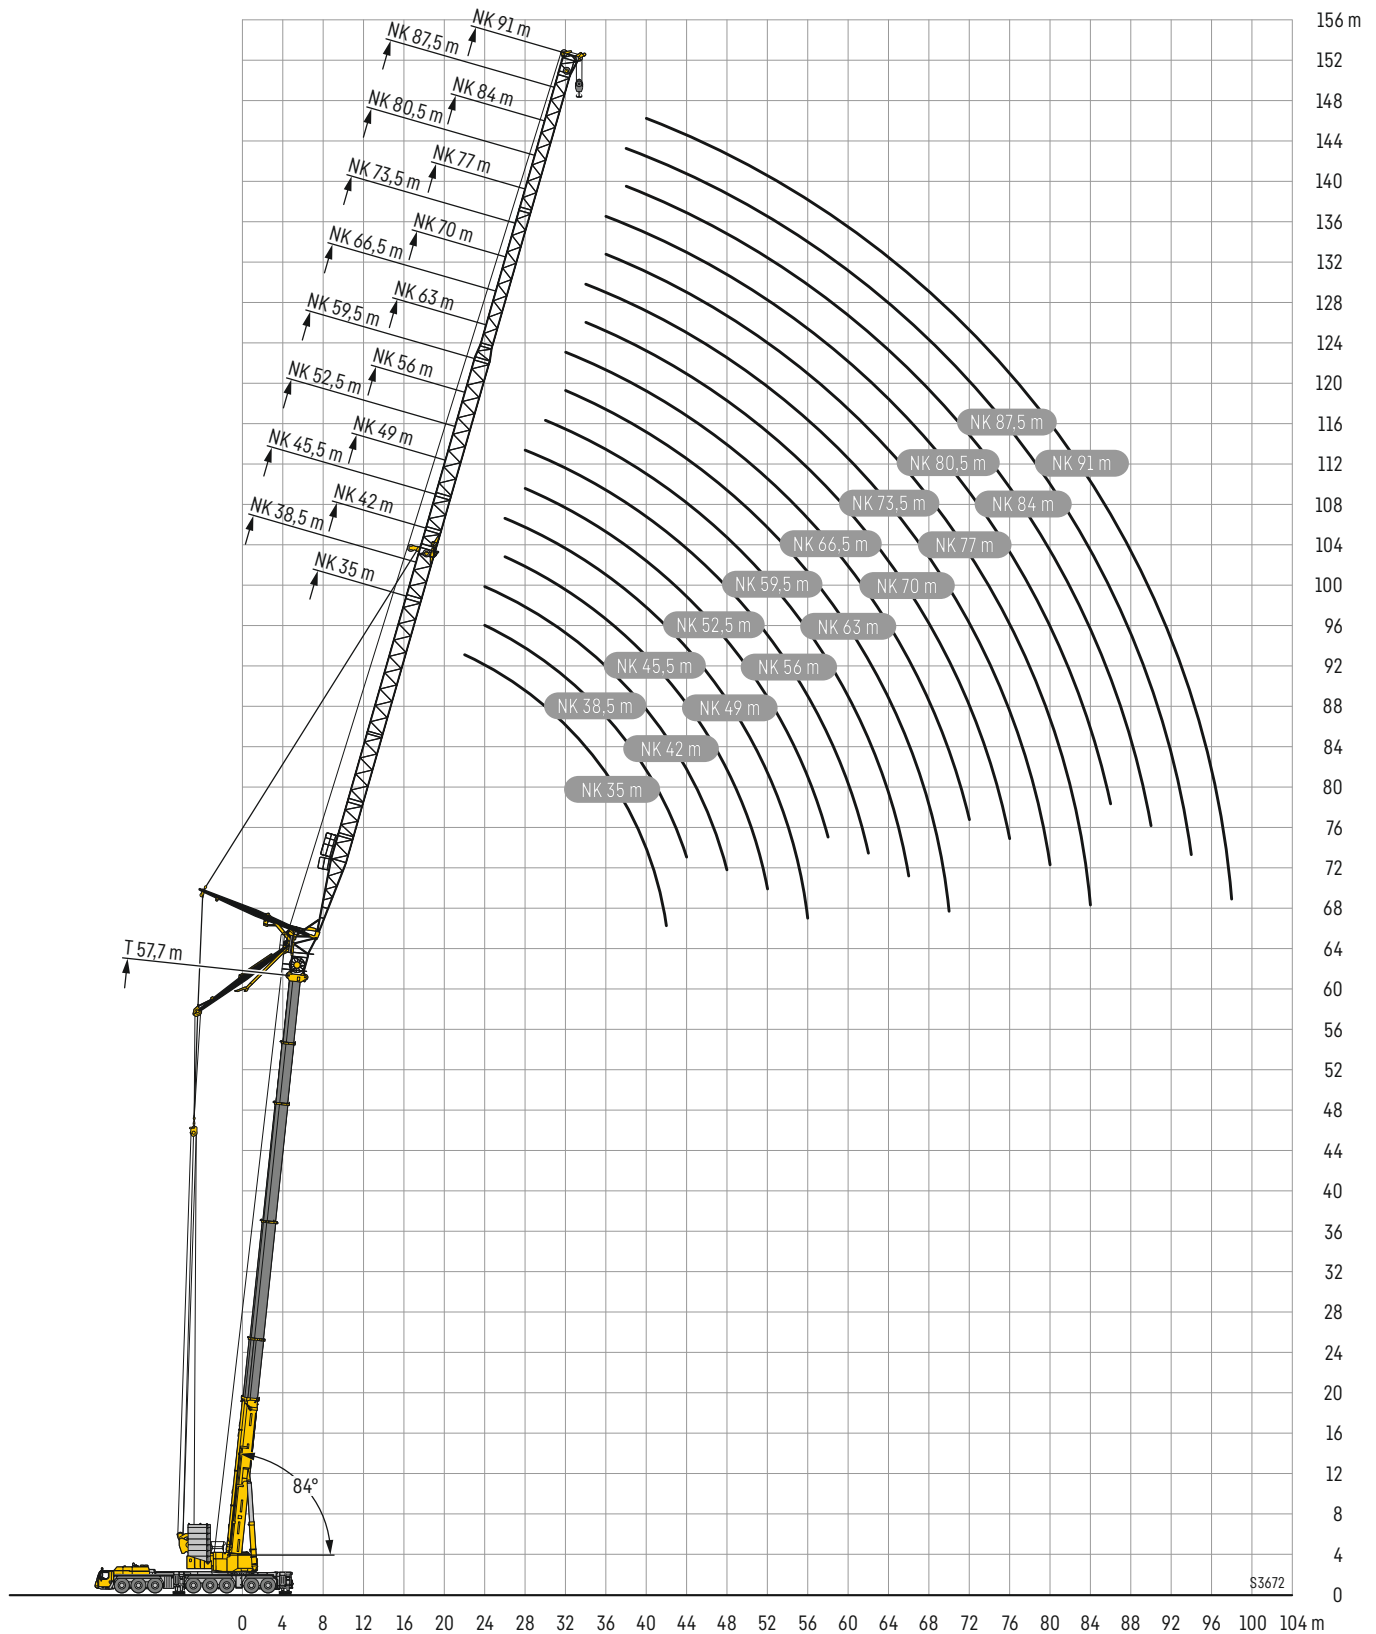 NK 91 m
NK 87,5 m
NK 84 m
NK 80,5 m
NK 77 m
NK 73,5 m
NK 70 m
NK 66,5 m
NK 63 m
NK 59,5 m
NK 56 m
NK 52,5 m
NK 49 m
NK 45,5 m
NK 42 m
NK 38,5 m
NK 35 m
T 57,7 m
84°
NK 87,5 m
NK 80,5 m
NK 91 m
NK 73,5 m
NK 84 m
NK 66,5 m
NK 77 m
NK 59,5 m
NK 70 m
NK 52,5 m
NK 63 m
NK 45.5 m
NK 56 m
NK 38,5 m
NK 49 m
NK 42 m
NK 35 m
156 m
152
148
144
140
136
132
128
124
120
116
112
108
104
100
96
92
88
84
80
76
72
68
64
60
56
52
48
44
40
36
32
28
24
20
16
12
8
4
0
S3672
0 4 8 12 16 20 24 28 32 36 40 44 48 52 56 60 64 68 72 76 80 84 88 92 96 100 104 m